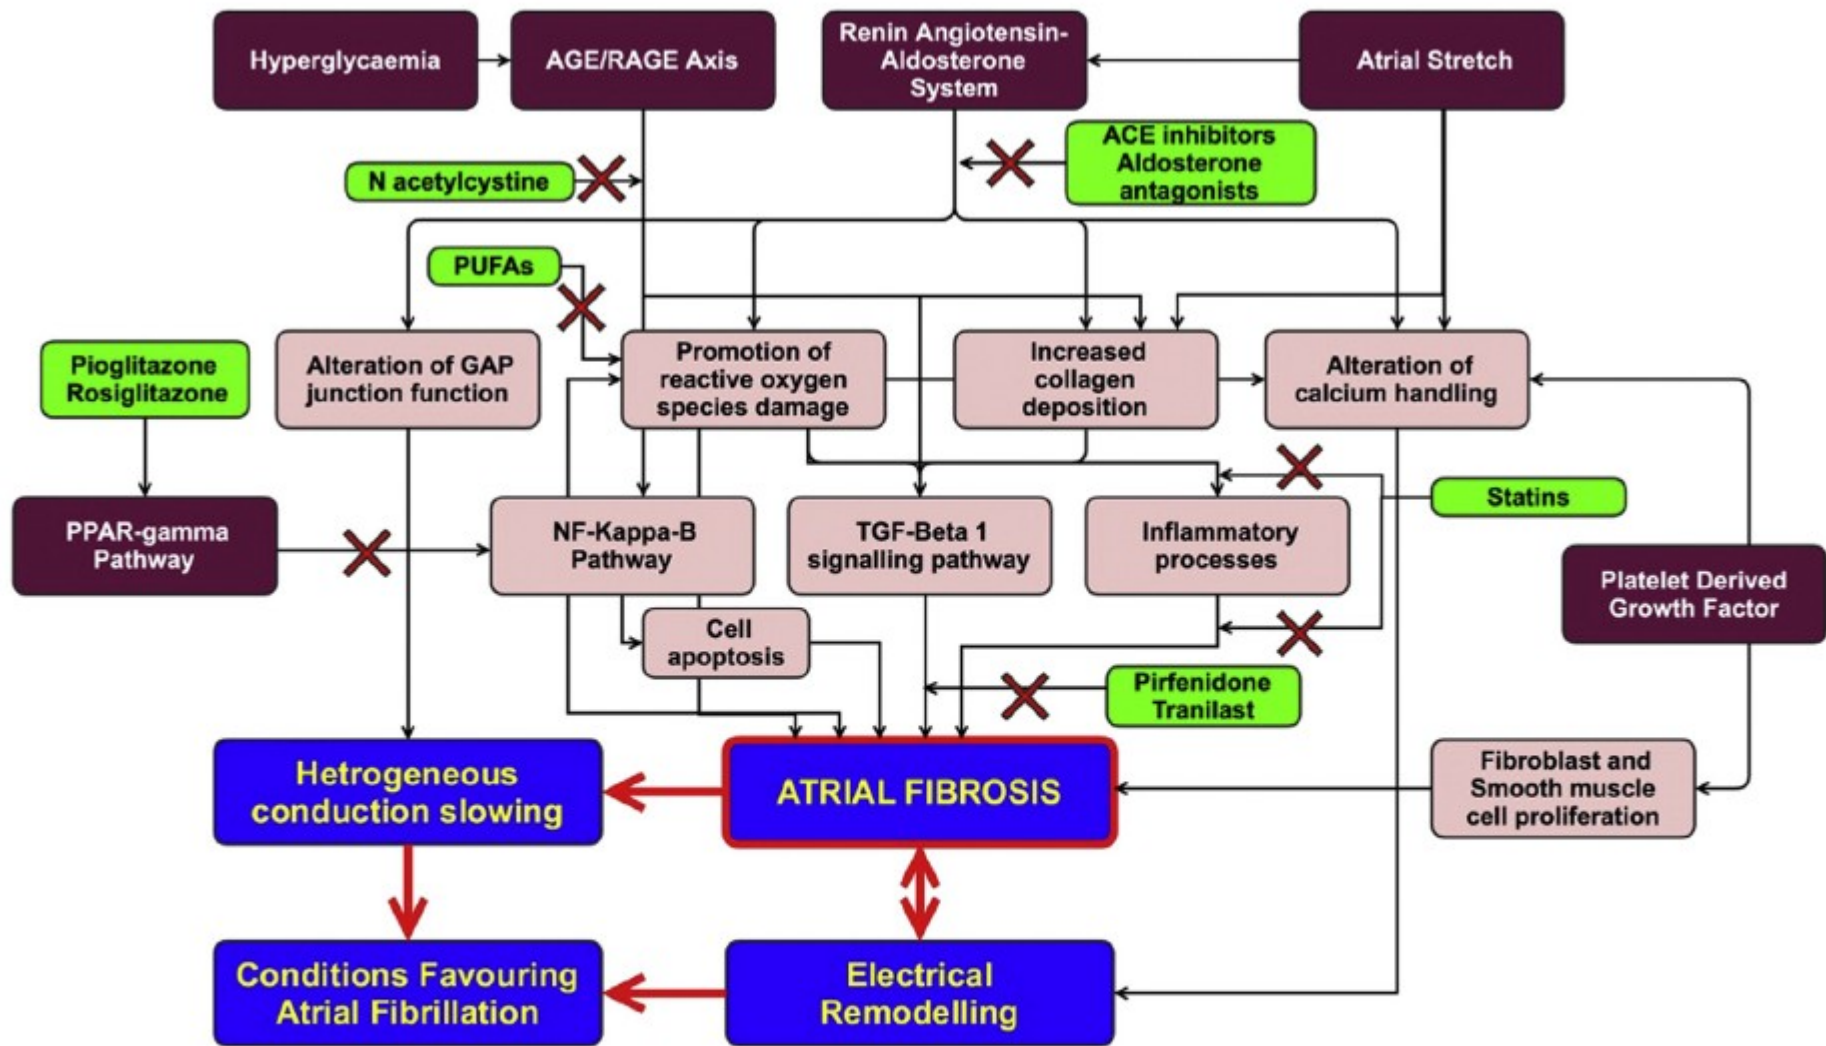 Hyperglycaemia
AGE/RAGE Axis
Renin Angiotensin-
Aldosterone
System
Atrial Stretch
N acetylcystine
ACE inhibitors
Aldosterone
antagonists
PUFAs
Pioglitazone
Rosiglitazone
Alteration of GAP
junction function
Promotion of
reactive oxygen
species damage
Increased
collagen
deposition
Alteration of
calcium handling
PPAR-gamma
Pathway
NF-Kappa-B
Pathway
TGF-Beta 1
signalling pathway
Inflammatory
processes
Statins
Platelet Derived
Growth Factor
Cell
apoptosis
Pirfenidone
Tranilast
Hetrogeneous
conduction slowing
ATRIAL FIBROSIS
Fibroblast and
Smooth muscle
cell proliferation
Conditions Favouring
Atrial Fibrillation
Electrical
Remodelling